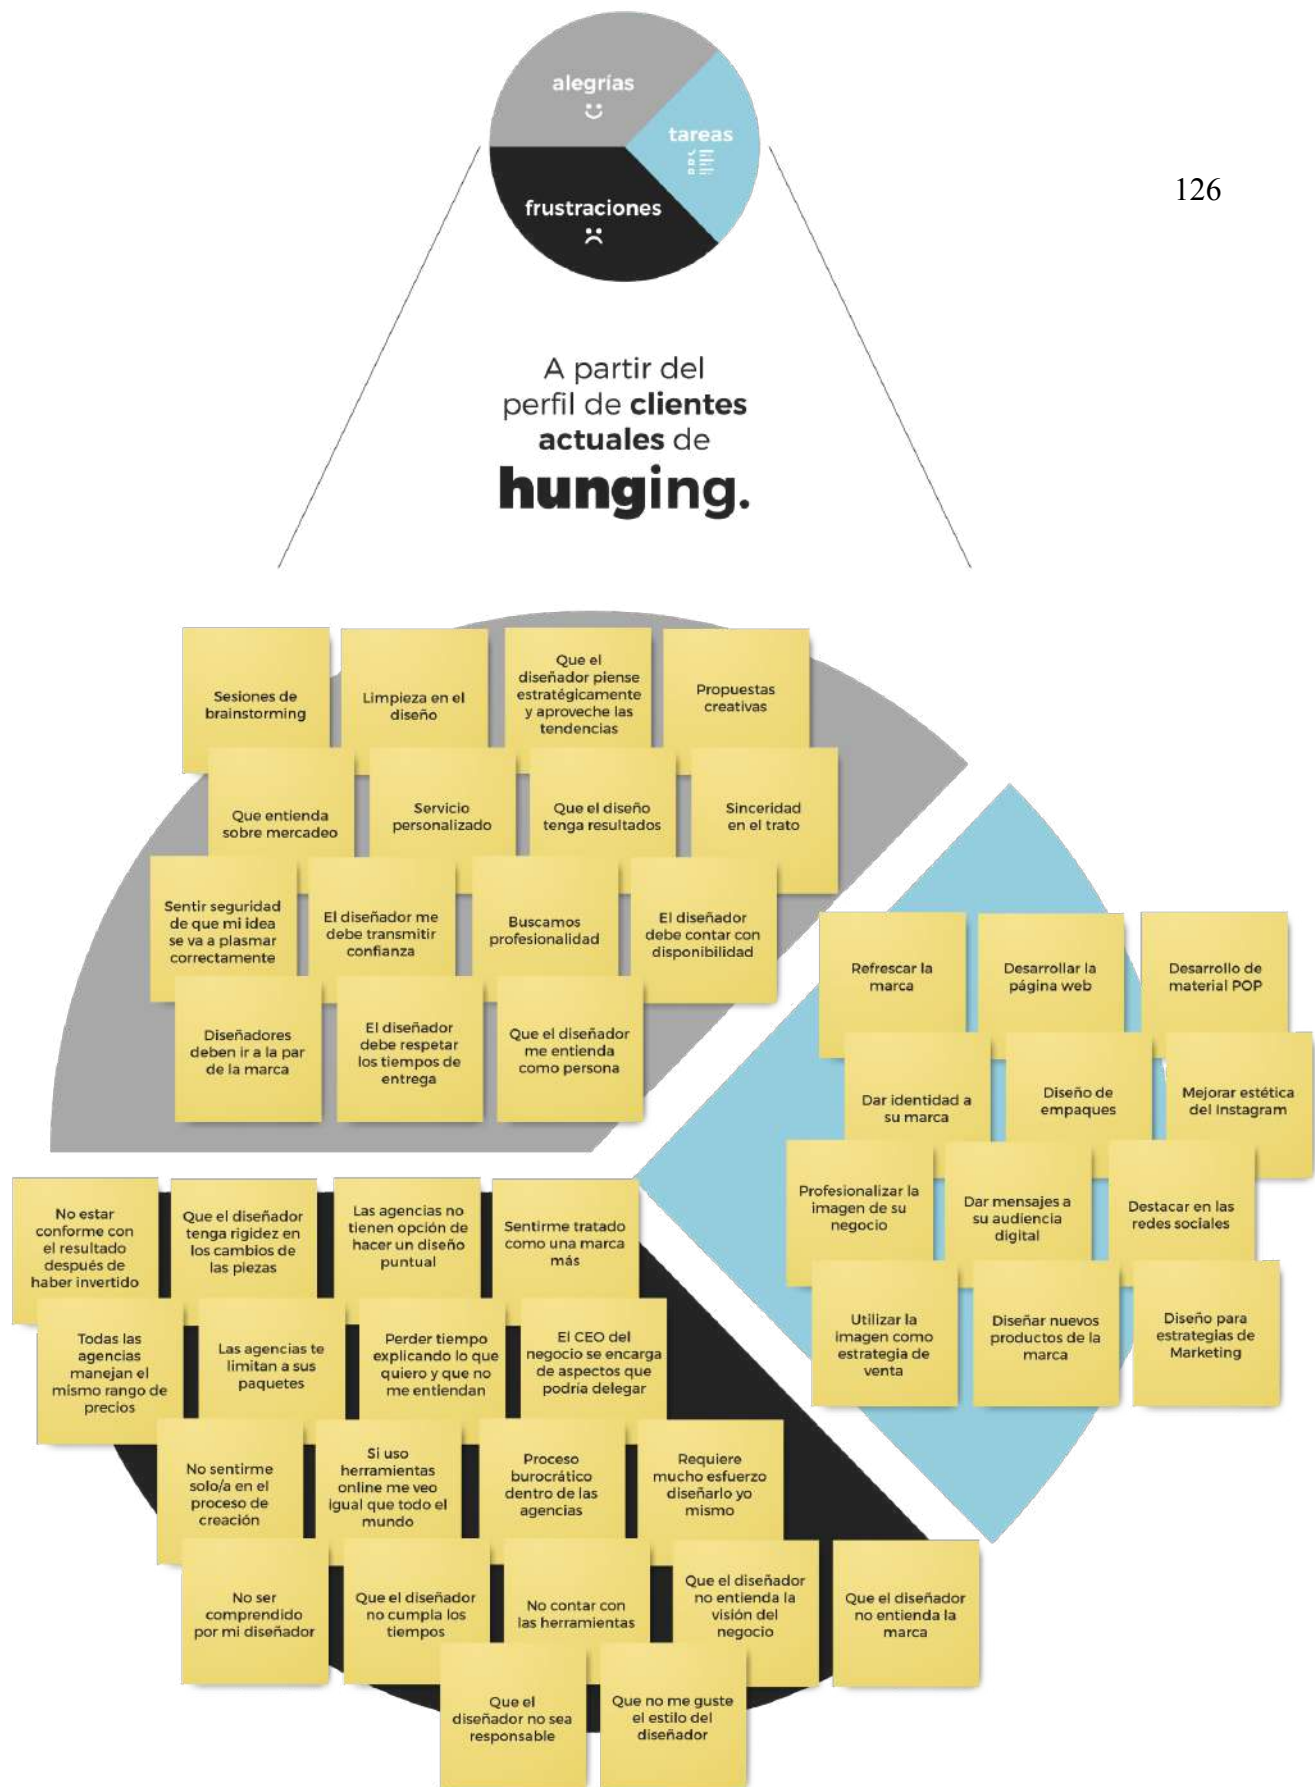 alegrías
tareas
frustraciones
126
A partir del
perfil de clientes
actuales de
hunging.
Sesiones de
brainstorming
Limpieza en el
diseño
Que el
diseñador piense
estratégicamente
y aproveche las
tendencias
Propuestas
creativas
Que entienda
sobre mercadeo
Servicio
personalizado
Que el diseño
tenga resultados
Sinceridad
en el trato
Sentir seguridad
de que mi idea
se va a plasmar
correctamente
El diseñador me
debe transmitir
confianza
Buscamos
profesionalidad
El diseñador
debe contar con
disponibilidad
Diseñadores
deben ir a la par
de la marca
El diseñador
debe respetar
los tiempos de
entrega
Que el diseñador
me entienda
como persona
Refrescar la
marca
Desarrollar la
página web
Desarrollo de
material POP
Dar identidad a
su marca
Diseño de
empaques
Mejorar estética
del Instagram
Profesionalizar la
imagen de su
negocio
Dar mensajes a
su audiencia
digital
Destacar en las
redes sociales
Utilizar la
imagen como
estrategia de
venta
Diseñar nuevos
productos de la
marca
Diseño para
estrategias de
Marketing
No estar
conforme con
el resultado
después de
haber invertido
Que el diseñador
tenga rigidez en
los cambios de
las piezas
Las agencias no
tienen opción de
hacer un diseño
puntual
Sentirme tratado
como una marca
más
Todas las
agencias
manejan el
mismo rango de
precios
Las agencias te
limitan a sus
paquetes
Perder tiempo
explicando lo que
quiero y que no
me entiendan
El CEO del
negocio se encarga
de aspectos que
podría delegar
No sentirme
solo/a en el
proceso de
creación
Si uso
herramientas
online me veo
igual que todo el
mundo
Proceso
burocrático
dentro de las
agencias
Requiere
mucho esfuerzo
diseñarlo yo
mismo
No ser
comprendido
por mi diseñador
Que el diseñador
no cumpla los
tiempos
No contar con
las herramientas
Que el diseñador
no entienda la
visión del
negocio
Que el diseñador
no entienda la
marca
Que el
diseñador no sea
responsable
Que no me guste
el estilo del
diseñador